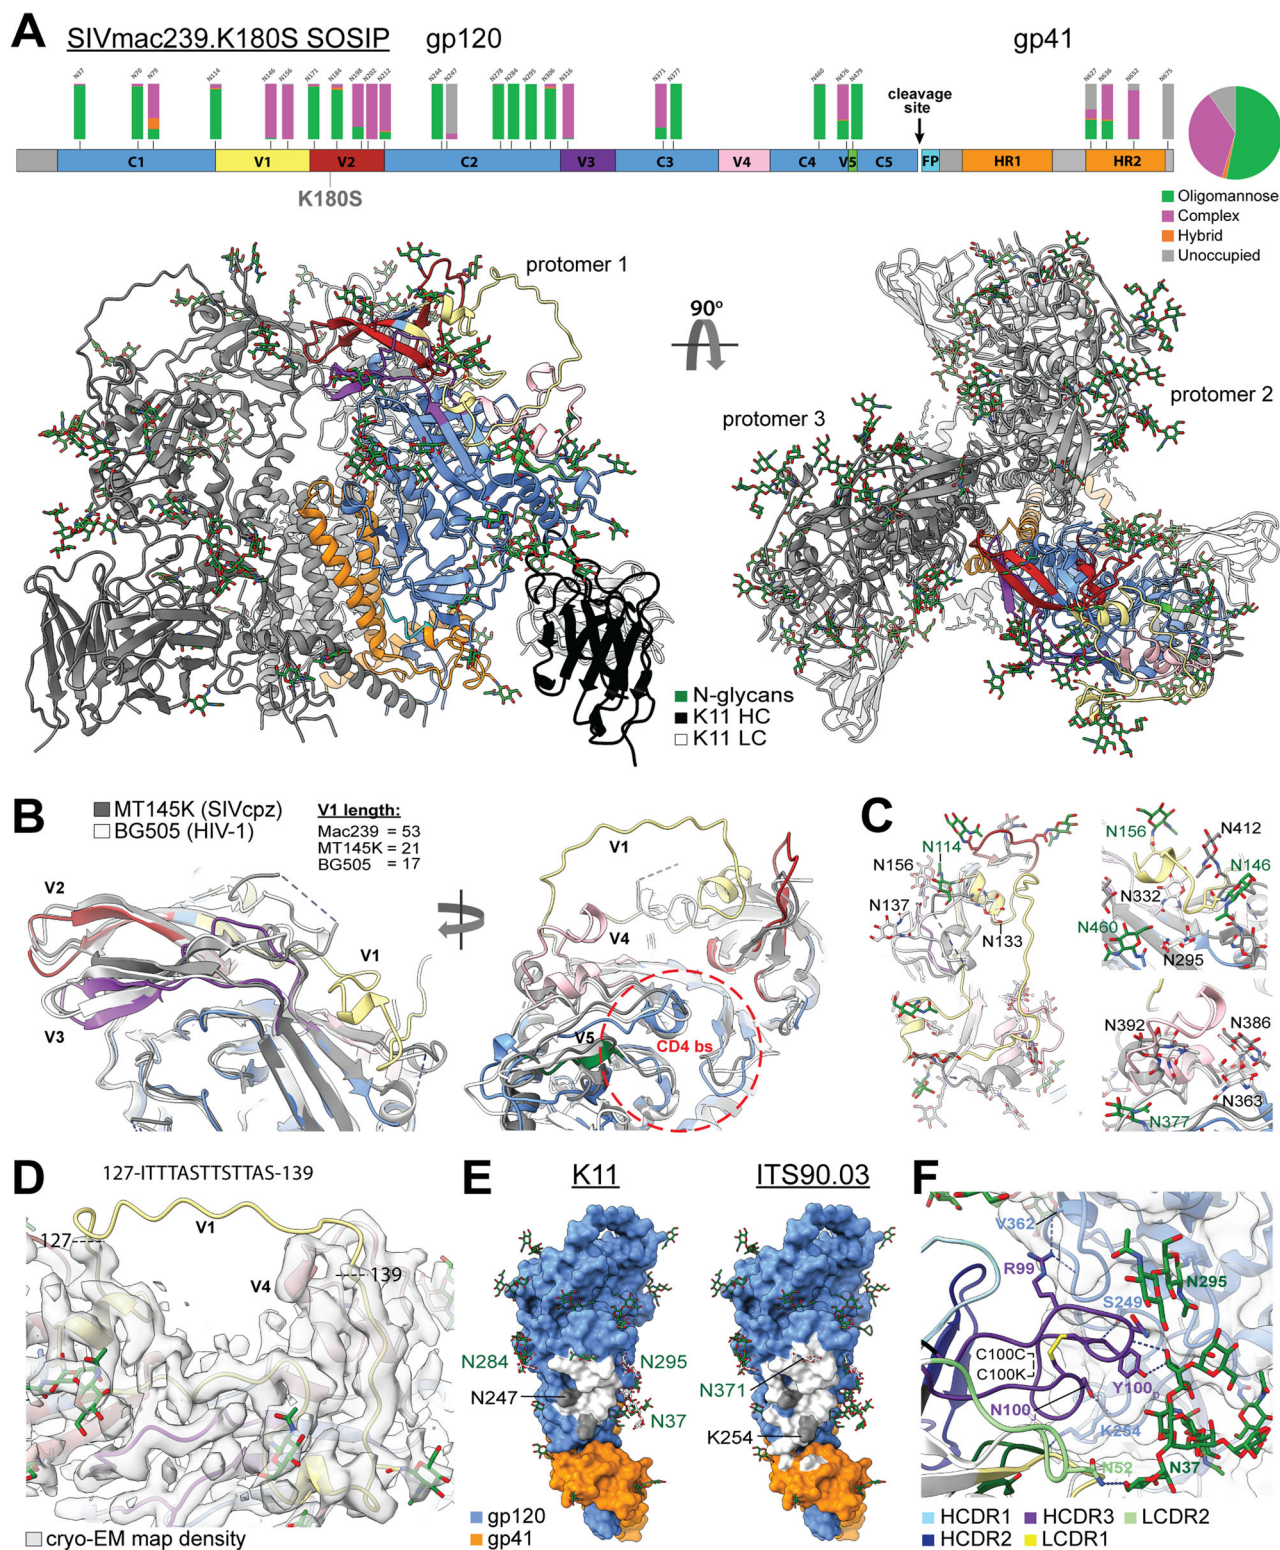 A
SIVmac239.K180S SOSIP
gp120
gp41
N37 N70 N79 N114 N146 N156 N171 N184 N198 N202 N212 N244 N247 N278 N284 N295 N306 N316 N371 N377 N460 N476 N479 N627 N636 N652 N675
cleavage
site
C1 V1 V2 C2 V3 C3 V4 C4 V5 C5 FP HR1 HR2
K180S
Oligomannose
Complex
Hybrid
Unoccupied
protomer 1
90°
protomer 2
protomer 3
N-glycans
K11 HC
K11 LC
B
MT145K (SIVcpz)
BG505 (HIV-1)
V1 length:
Mac239 = 53
MT145K = 21
BG505 = 17
V2
V1
V3
V1
V4
V5
CD4 bs
C
N114
N156
N137
N133
N156
N412
N146
N332
N460
N295
N392
N386
N363
N377
D
127-ITTTASTTSTTAS-139
V1
127
139
V4
cryo-EM map density
E
K11
ITS90.03
N284
N295
N247
N37
N371
K254
gp120
gp41
F
V362
R99
N295
S249
C100C
C100K
Y100
N100
K254
N52
N37
HCDR1
HCDR3
LCDR2
HCDR2
LCDR1